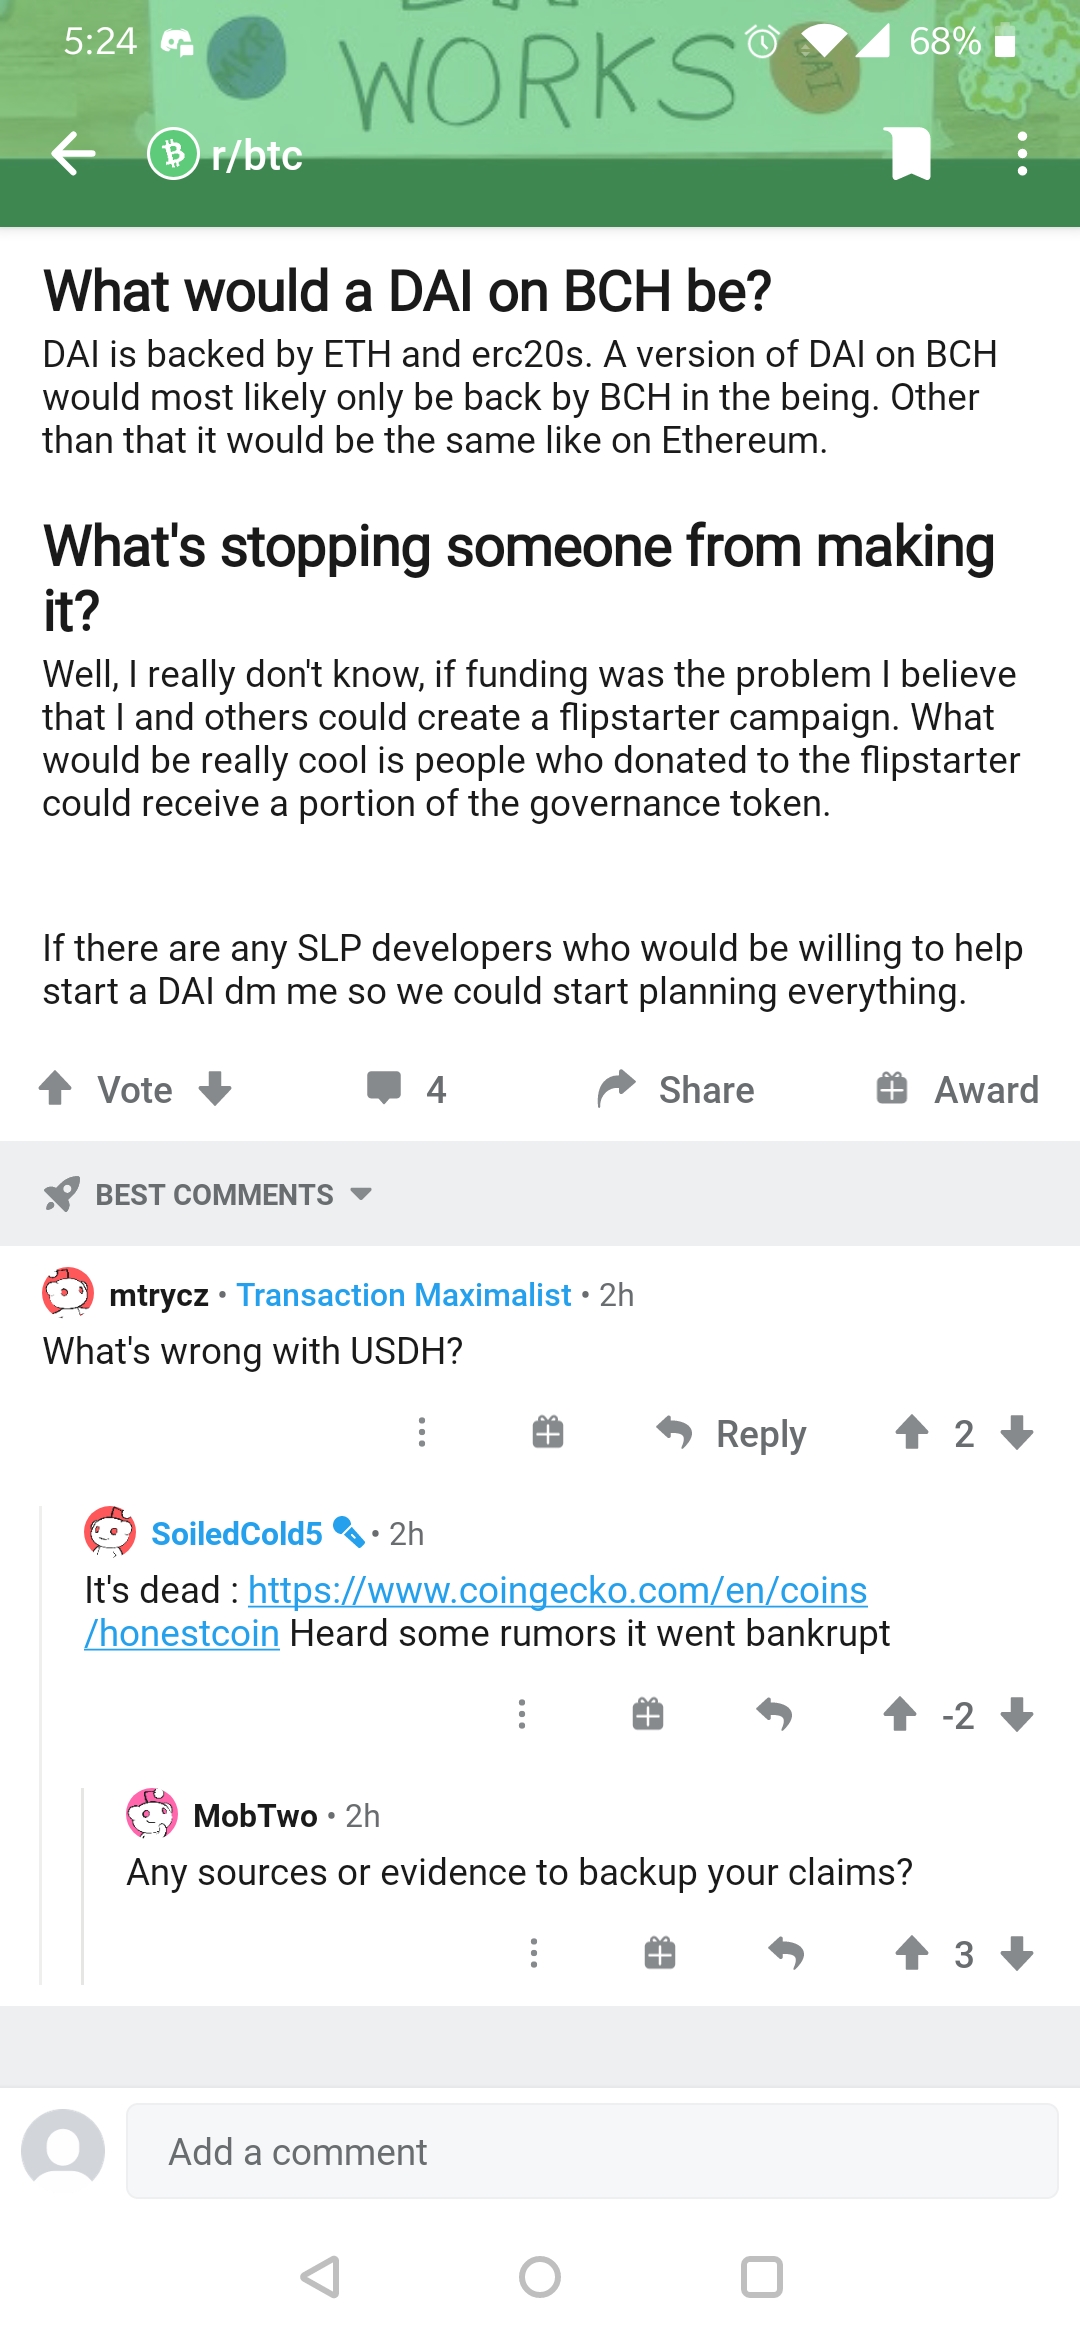 WORKS
MKR
DAI
5:24
68%
r/btc
What would a DAI on BCH be?
DAI is backed by ETH and erc20s. A version of DAI on BCH
would most likely only be back by BCH in the being. Other
than that it would be the same like on Ethereum.
What's stopping someone from making
it?
Well, I really don't know, if funding was the problem I believe
that I and others could create a flipstarter campaign. What
would be really cool is people who donated to the flipstarter
could receive a portion of the governance token.
If there are any SLP developers who would be willing to help
start a DAI dm me so we could start planning everything.
Vote 4 Share Award
BEST COMMENTS
mtrycz • Transaction Maximalist • 2h
What's wrong with USDH?
Reply 2
SoiledCold5 • 2h
It's dead : https://www.coingecko.com/en/coins
/honestcoin Heard some rumors it went bankrupt
-2
MobTwo • 2h
Any sources or evidence to backup your claims?
3
Add a comment